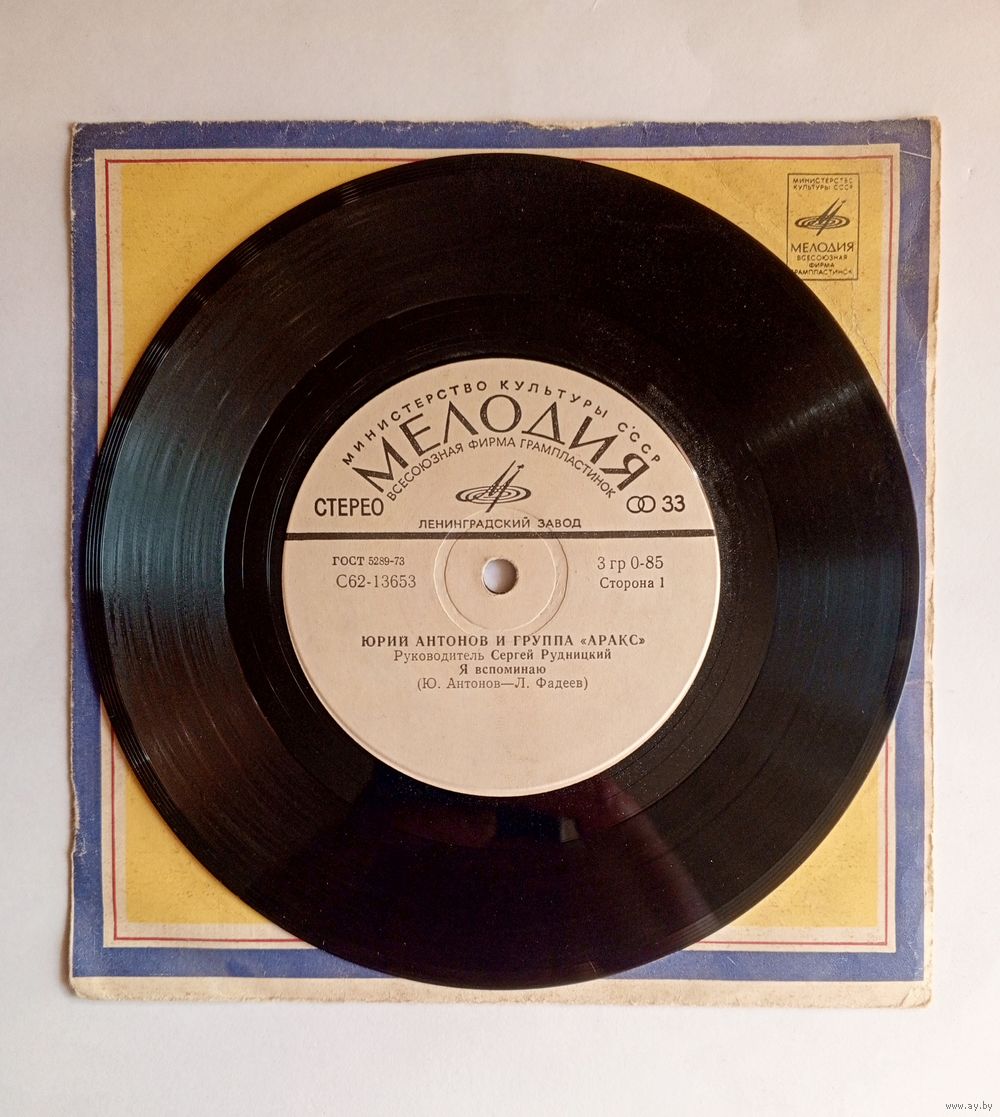 МИНИСТЕРСТВО
КУЛЬТУРЫ СССР
МЕЛОДИЯ
ВСЕСОЮЗНАЯ
ФИРМА
ГРАМПЛАСТИНОК
МИНИСТЕРСТВО КУЛЬТУРЫ СССР
МЕЛОДИЯ
ВСЕСОЮЗНАЯ ФИРМА ГРАМПЛАСТИНОК
СТЕРЕО
33
ЛЕНИНГРАДСКИЙ ЗАВОД
ГОСТ 5289-73
3 гр 0-85
С62-13653
Сторона 1
ЮРИЙ АНТОНОВ И ГРУППА «АРАКС»
Руководитель Сергей Рудницкий
Я вспоминаю
(Ю. Антонов—Л. Фадеев)
www.ay.by